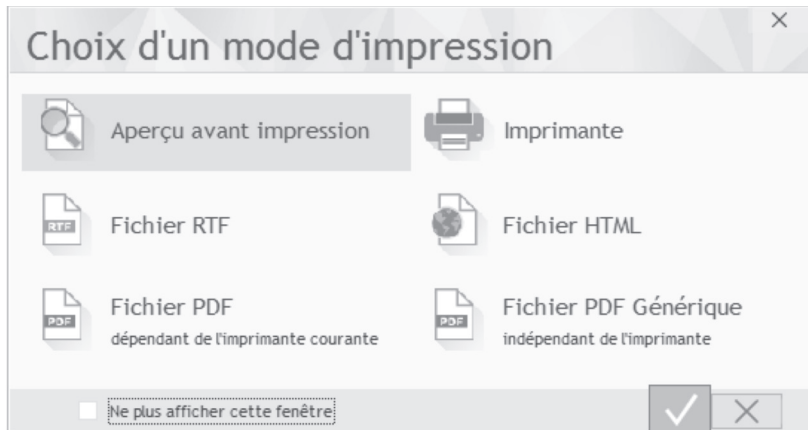 Choix d'un mode d'impression
Aperçu avant impression
Imprimante
RTF
Fichier RTF
Fichier HTML
PDF
Fichier PDF
dépendant de l'imprimante courante
PDF
Fichier PDF Générique
indépendant de l'imprimante
Ne plus afficher cette fenêtre